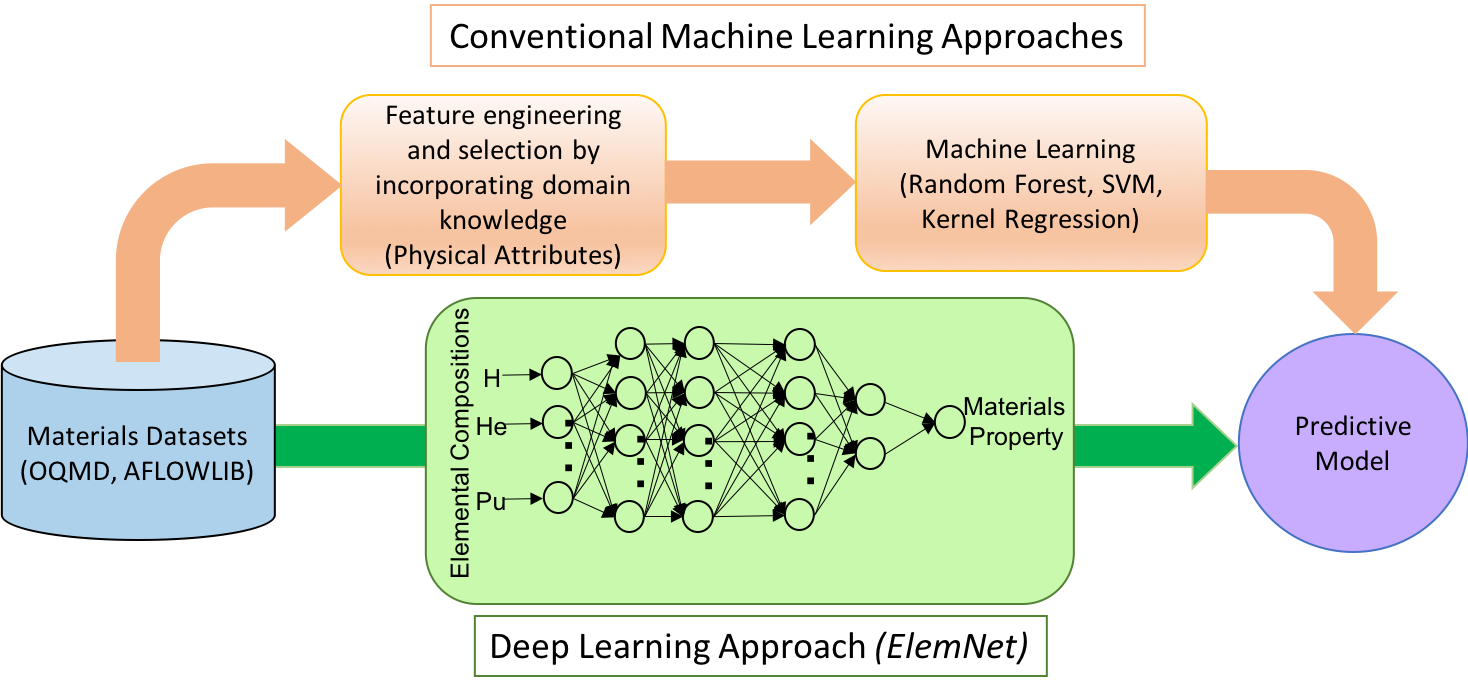 Conventional Machine Learning Approaches
Feature engineering
and selection by
incorporating domain
knowledge
(Physical Attributes)
Machine Learning
(Random Forest, SVM,
Kernel Regression)
Materials Datasets
(OQMD, AFLOWLIB)
Elemental Compositions
H
He
Pu
Materials
Property
Predictive
Model
Deep Learning Approach (ElemNet)